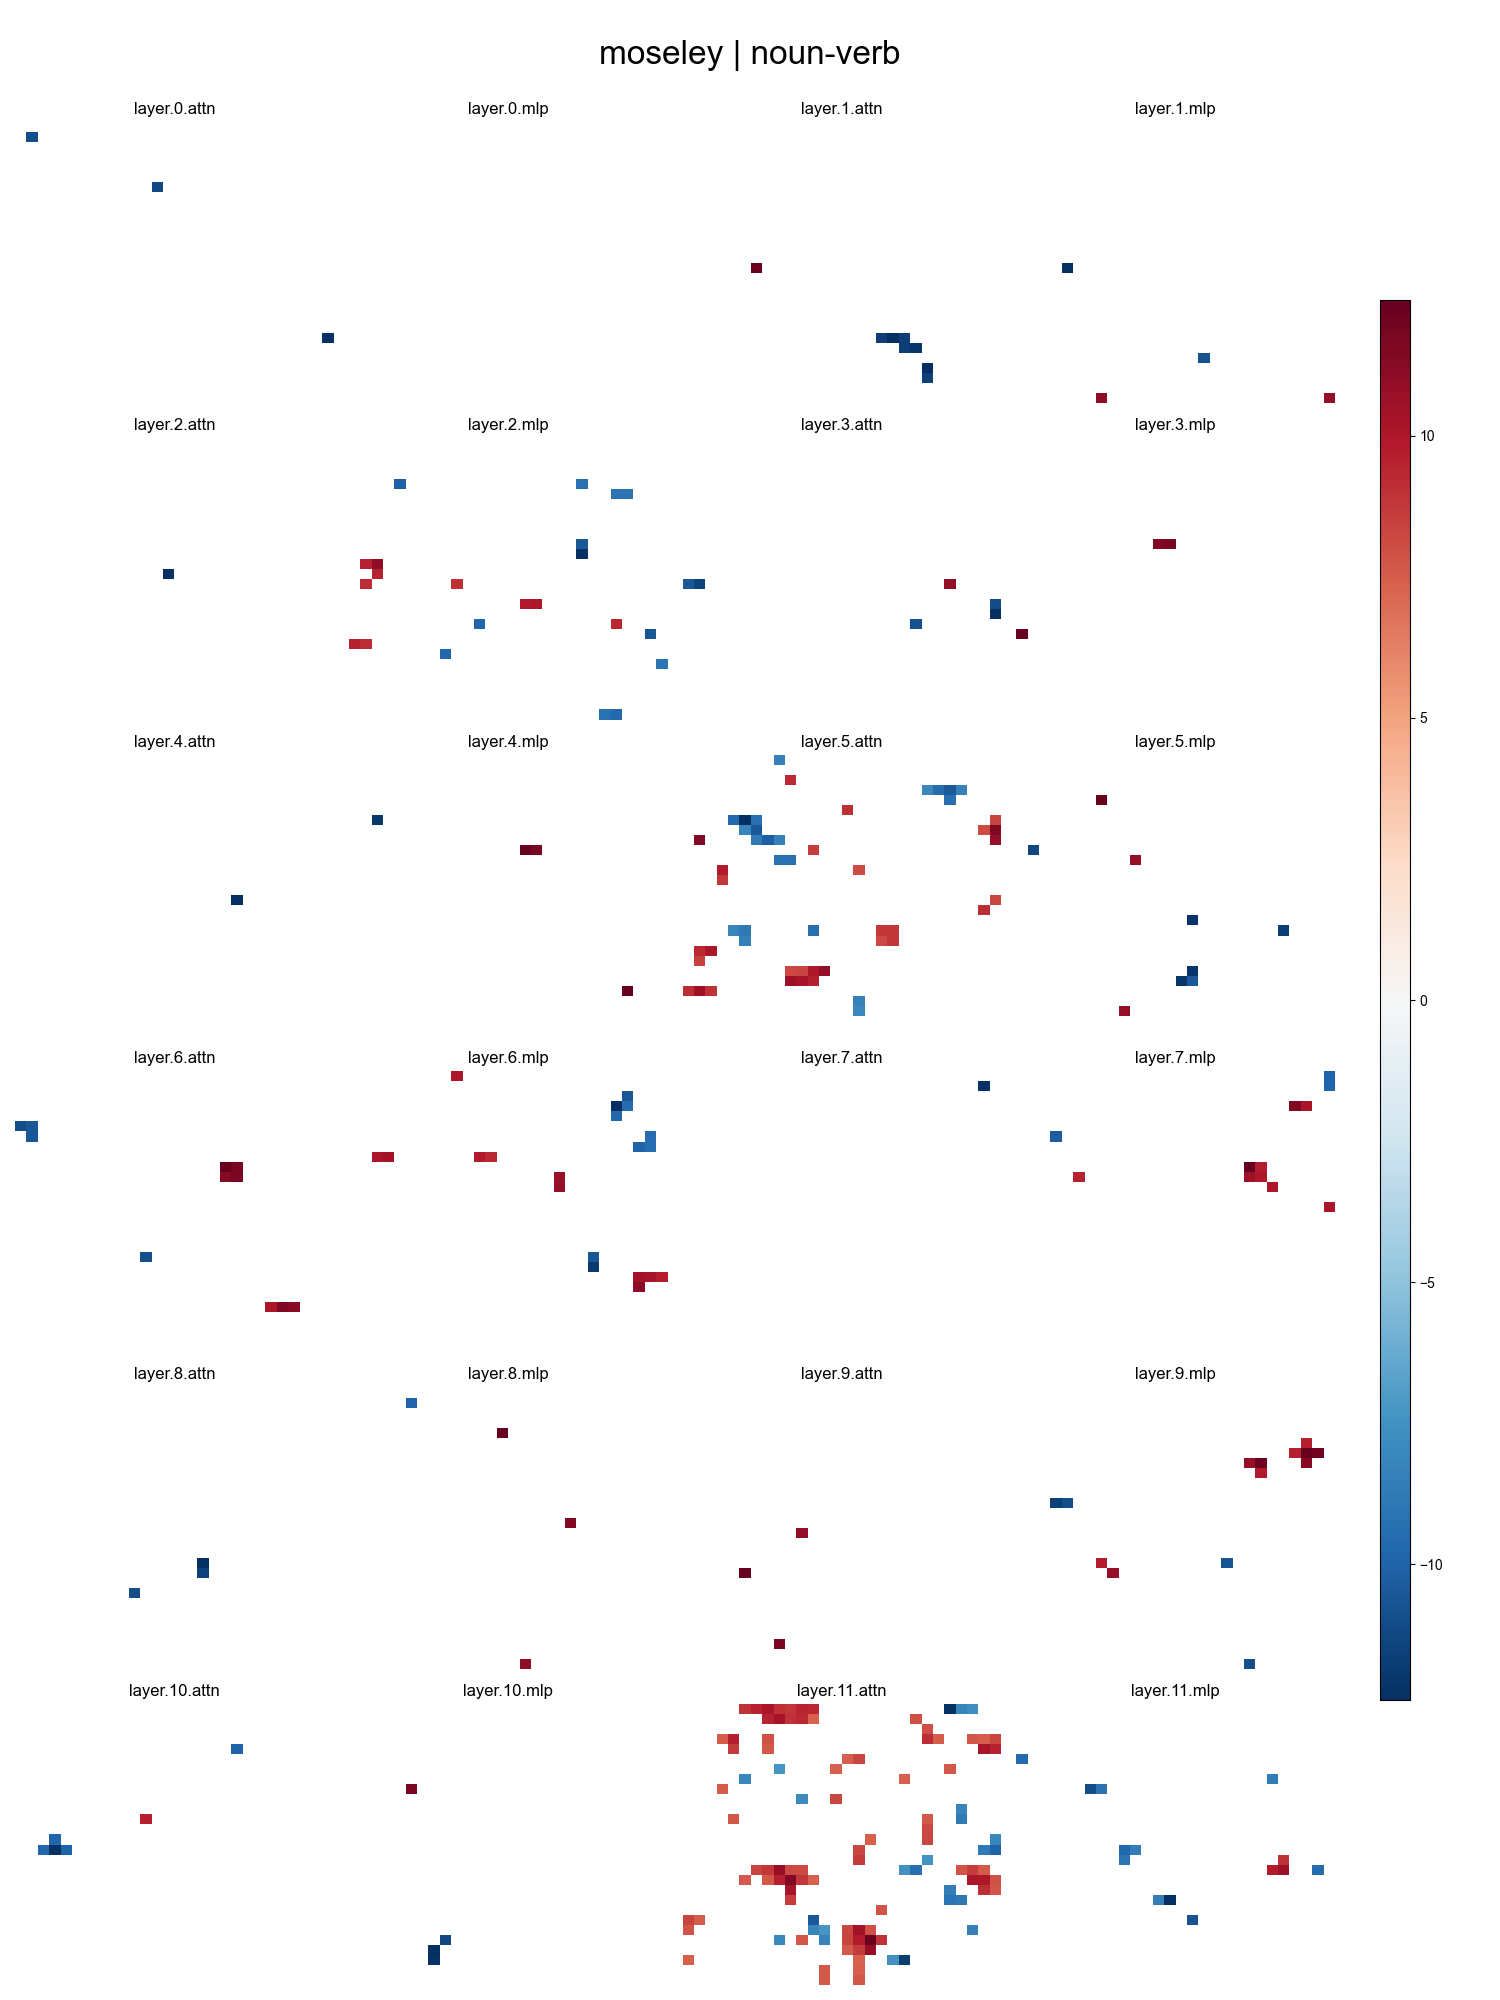 moseley | noun-verb
layer.0.attn layer.0.mlp layer.1.attn layer.1.mlp
layer.2.attn layer.2.mlp layer.3.attn layer.3.mlp
10
5
layer.4.attn layer.4.mlp layer.5.attn layer.5.mlp
0
layer.6.attn layer.6.mlp layer.7.attn layer.7.mlp
−5
layer.8.attn layer.8.mlp layer.9.attn layer.9.mlp
−10
layer.10.attn layer.10.mlp layer.11.attn layer.11.mlp